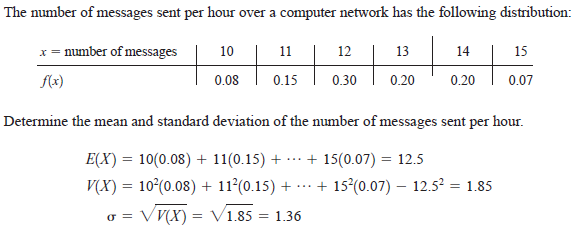 The number of messages sent per hour over a computer network has the following distribution:
x = number of messages 10 11 12 13 14 15
f(x) 0.08 0.15 0.30 0.20 0.20 0.07
Determine the mean and standard deviation of the number of messages sent per hour.
E(X) = 10(0.08) + 11(0.15) + ⋯ + 15(0.07) = 12.5
V(X) = 10²(0.08) + 11²(0.15) + ⋯ + 15²(0.07) − 12.5² = 1.85
σ = √V(X) = √1.85 = 1.36